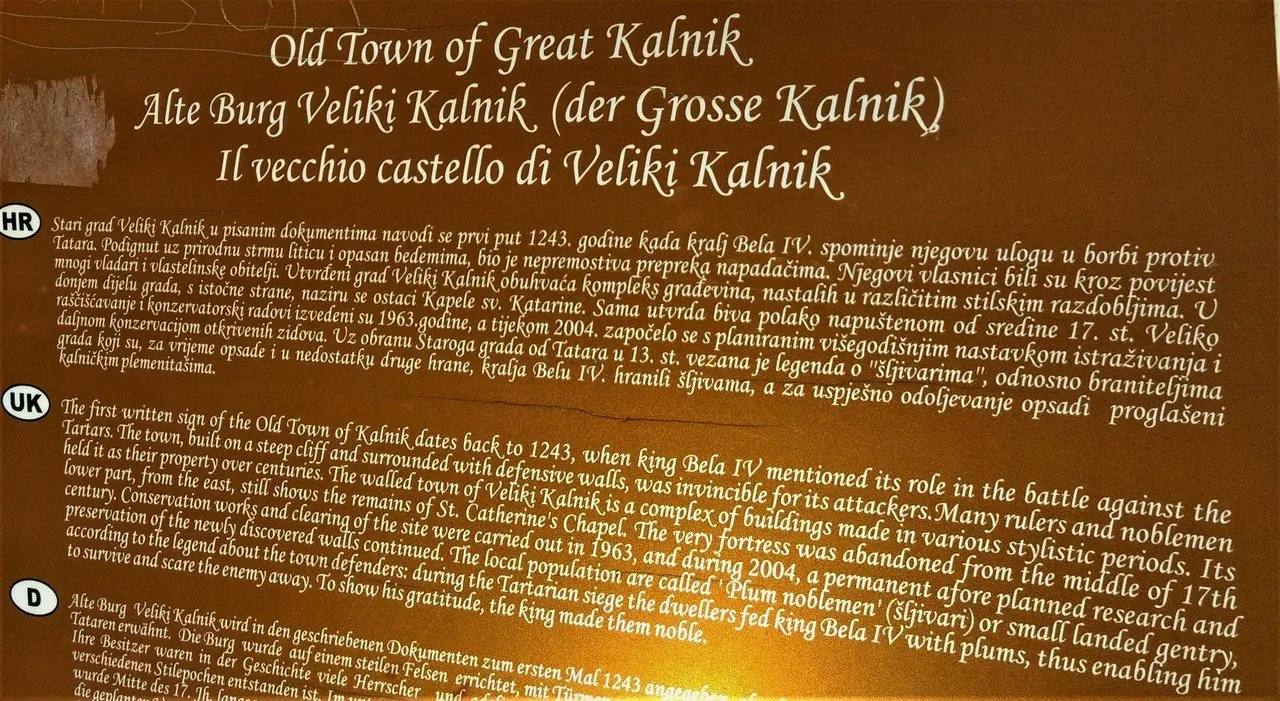 Old Town of Great Kalnik
Alte Burg Veliki Kalnik (der Grosse Kalnik)
Il vecchio castello di Veliki Kalnik
HR
Stari grad Veliki Kalnik u pisanim dokumentima navodi se prvi put 1243. godine kada kralj Bela IV. spominje njegovu ulogu u borbi protiv
Tatara. Podignut uz prirodnu strmu liticu i opasan bedemima, bio je nepremostiva prepreka napadačima. Njegovi vlasnici bili su kroz povijest
mnogi vladari i vlastelinske obitelji. Utvrđeni grad Veliki Kalnik obuhvaća kompleks građevina, nastalih u različitim stilskim razdobljima. U
donjem dijelu grada, s istočne strane, naziru se ostaci Kapele sv. Katarine. Sama utvrda biva polako napuštenom od sredine 17. st. Veliko
raščišćavanje i konzervatorski radovi izvedeni su 1963.godine, a tijekom 2004. započelo se s planiranim višegodišnjim nastavkom istraživanja i
daljnom konzervacijom otkrivenih zidova. Uz obranu Staroga grada od Tatara u 13. st. vezana je legenda o "šljivarima", odnosno braniteljima
grada koji su, za vrijeme opsade i u nedostatku druge hrane, kralja Belu IV. hranili šljivama, a za uspješno odoljevanje opsadi proglašeni
kalničkim plemenitašima.
UK
The first written sign of the Old Town of Kalnik dates back to 1243, when king Bela IV mentioned its role in the battle against the
Tartars. The town, built on a steep cliff and surrounded with defensive walls, was invincible for its attackers.Many rulers and noblemen
held it as their property over centuries. The walled town of Veliki Kalnik is a complex of buildings made in various stylistic periods. Its
lower part, from the east, still shows the remains of St. Catherine's Chapel. The very fortress was abandoned from the middle of 17th
century. Conservation works and clearing of the site were carried out in 1963, and during 2004, a permanent afore planned research and
preservation of the newly discovered walls continued. The local population are called 'Plum noblemen' (šljivari) or small landed gentry,
according to the legend about the town defenders: during the Tartarian siege the dwellers fed king Bela IV with plums, thus enabling him
to survive and scare the enemy away. To show his gratitude, the king made them noble.
D
Alte Burg Veliki Kalnik wird in den geschriebenen Dokumenten zum ersten Mal 1243 angegeben
Tataren erwähnt. Die Burg wurde auf einem steilen Felsen errichtet, mit
Ihre Besitzer waren in der Geschichte viele Herrscher und
verschiedenen Stilepochen entstanden ist. Im
wurde Mitte des 17. Jh.
die geplanten